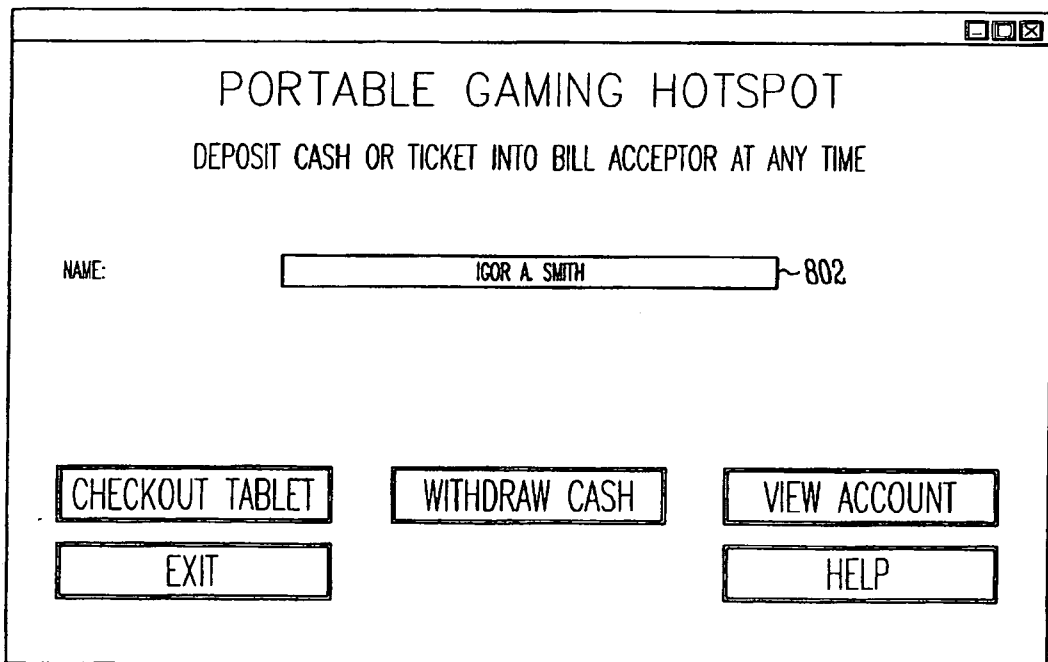 PORTABLE GAMING HOTSPOT
DEPOSIT CASH OR TICKET INTO BILL ACCEPTOR AT ANY TIME
NAME: IGOR A. SMITH 802
CHECKOUT TABLET WITHDRAW CASH VIEW ACCOUNT
EXIT HELP